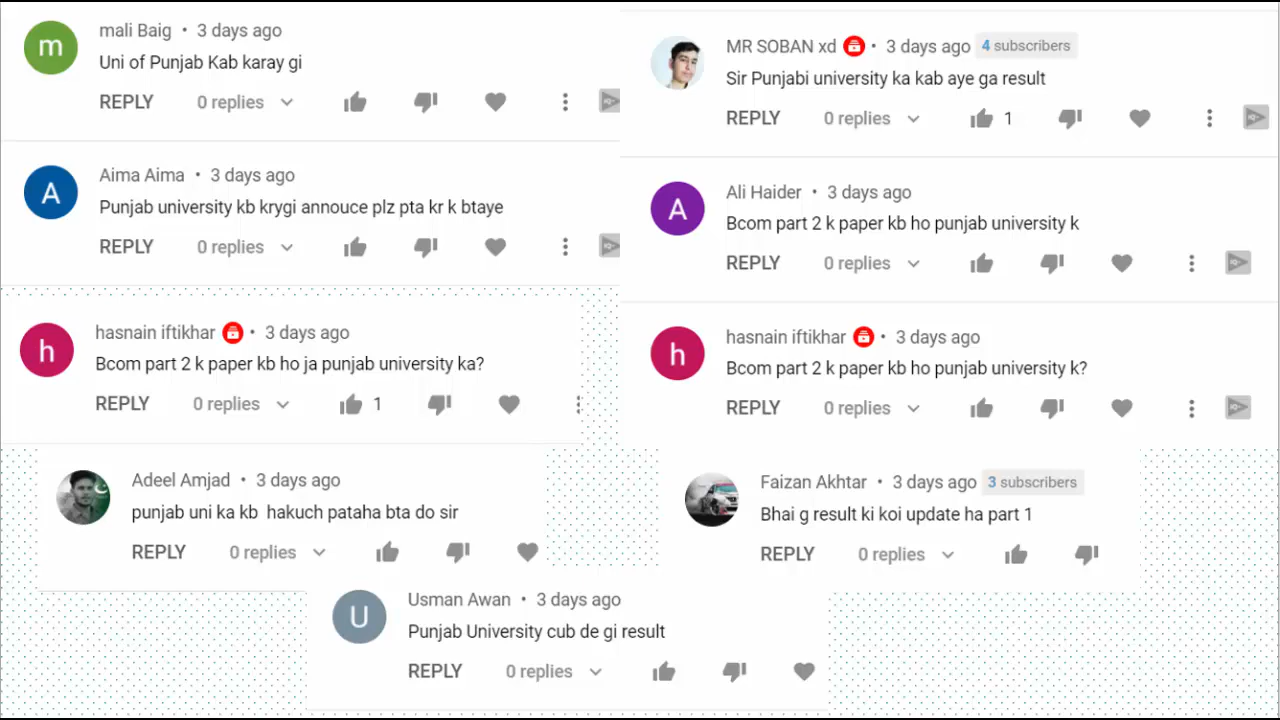 mali Baig • 3 days ago
Uni of Punjab Kab karay gi
REPLY 0 replies
Aima Aima • 3 days ago
Punjab university kb krygi annouce plz pta kr k btaye
REPLY 0 replies
hasnain iftikhar • 3 days ago
Bcom part 2 k paper kb ho ja punjab university ka?
REPLY 0 replies 1
MR SOBAN xd • 3 days ago 4 subscribers
Sir Punjabi university ka kab aye ga result
REPLY 0 replies 1
Ali Haider • 3 days ago
Bcom part 2 k paper kb ho punjab university k
REPLY 0 replies
hasnain iftikhar • 3 days ago
Bcom part 2 k paper kb ho punjab university k?
REPLY 0 replies
Adeel Amjad • 3 days ago
punjab uni ka kb hakuch pataha bta do sir
REPLY 0 replies
Faizan Akhtar • 3 days ago 3 subscribers
Bhai g result ki koi update ha part 1
REPLY 0 replies
Usman Awan • 3 days ago
Punjab University cub de gi result
REPLY 0 replies
m
A
h
A
h
U